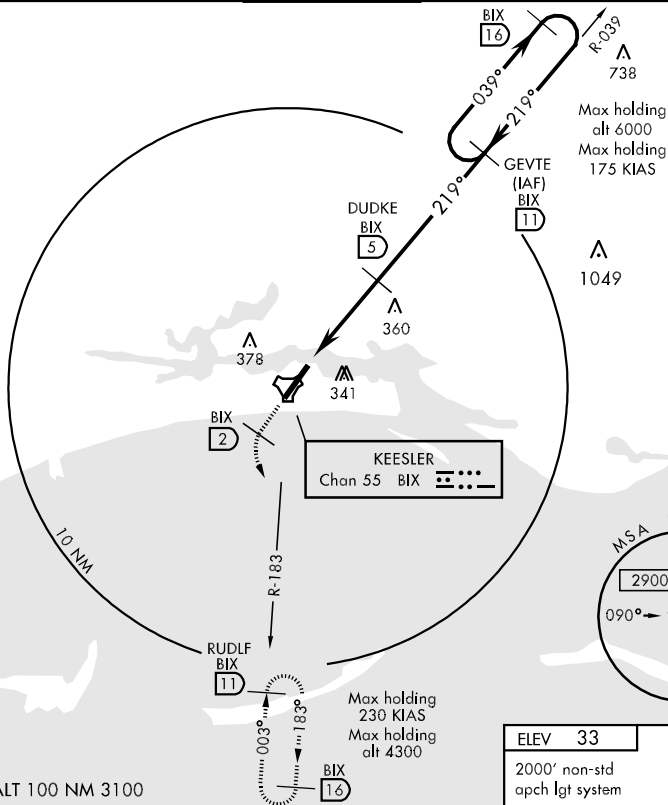 BIX
16
R-039
738
039°
219°
Max holding
alt 6000
Max holding
175 KIAS
GEVTE
(IAF)
BIX
11
219°
DUDKE
BIX
5
1049
360
378
341
BIX
2
KEESLER
Chan 55 BIX
10 NM
R-183
MSA
2900
090°
RUDLF
BIX
11
003°
183°
Max holding
230 KIAS
Max holding
alt 4300
BIX
16
ELEV 33
2000' non-std
apch lgt system
ALT 100 NM 3100